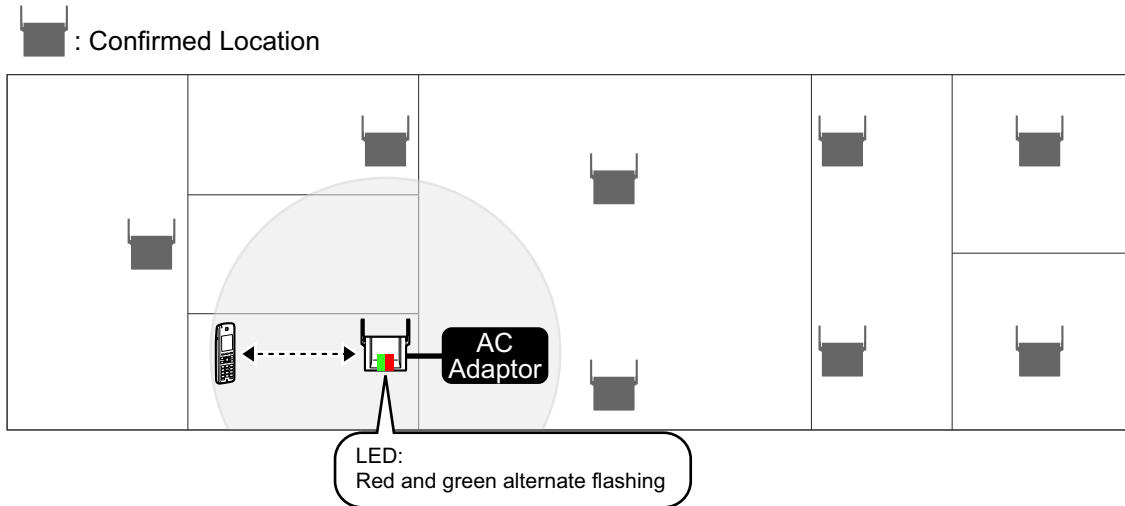 : Confirmed Location
AC
Adaptor
LED:
Red and green alternate flashing